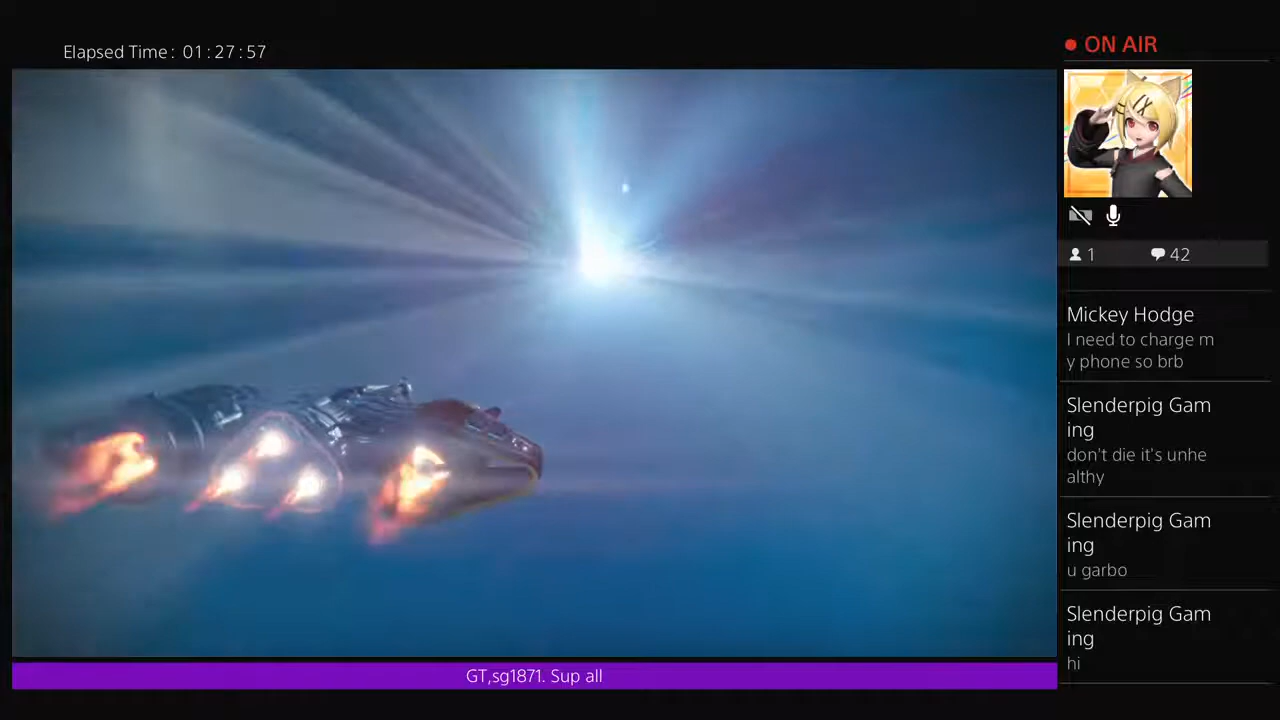 Elapsed Time: 01:27:57
ON AIR
1 42
Mickey Hodge
I need to charge m
y phone so brb
Slenderpig Gam
ing
don't die it's unhe
althy
Slenderpig Gam
ing
u garbo
Slenderpig Gam
ing
hi
GT,sg1871. Sup all